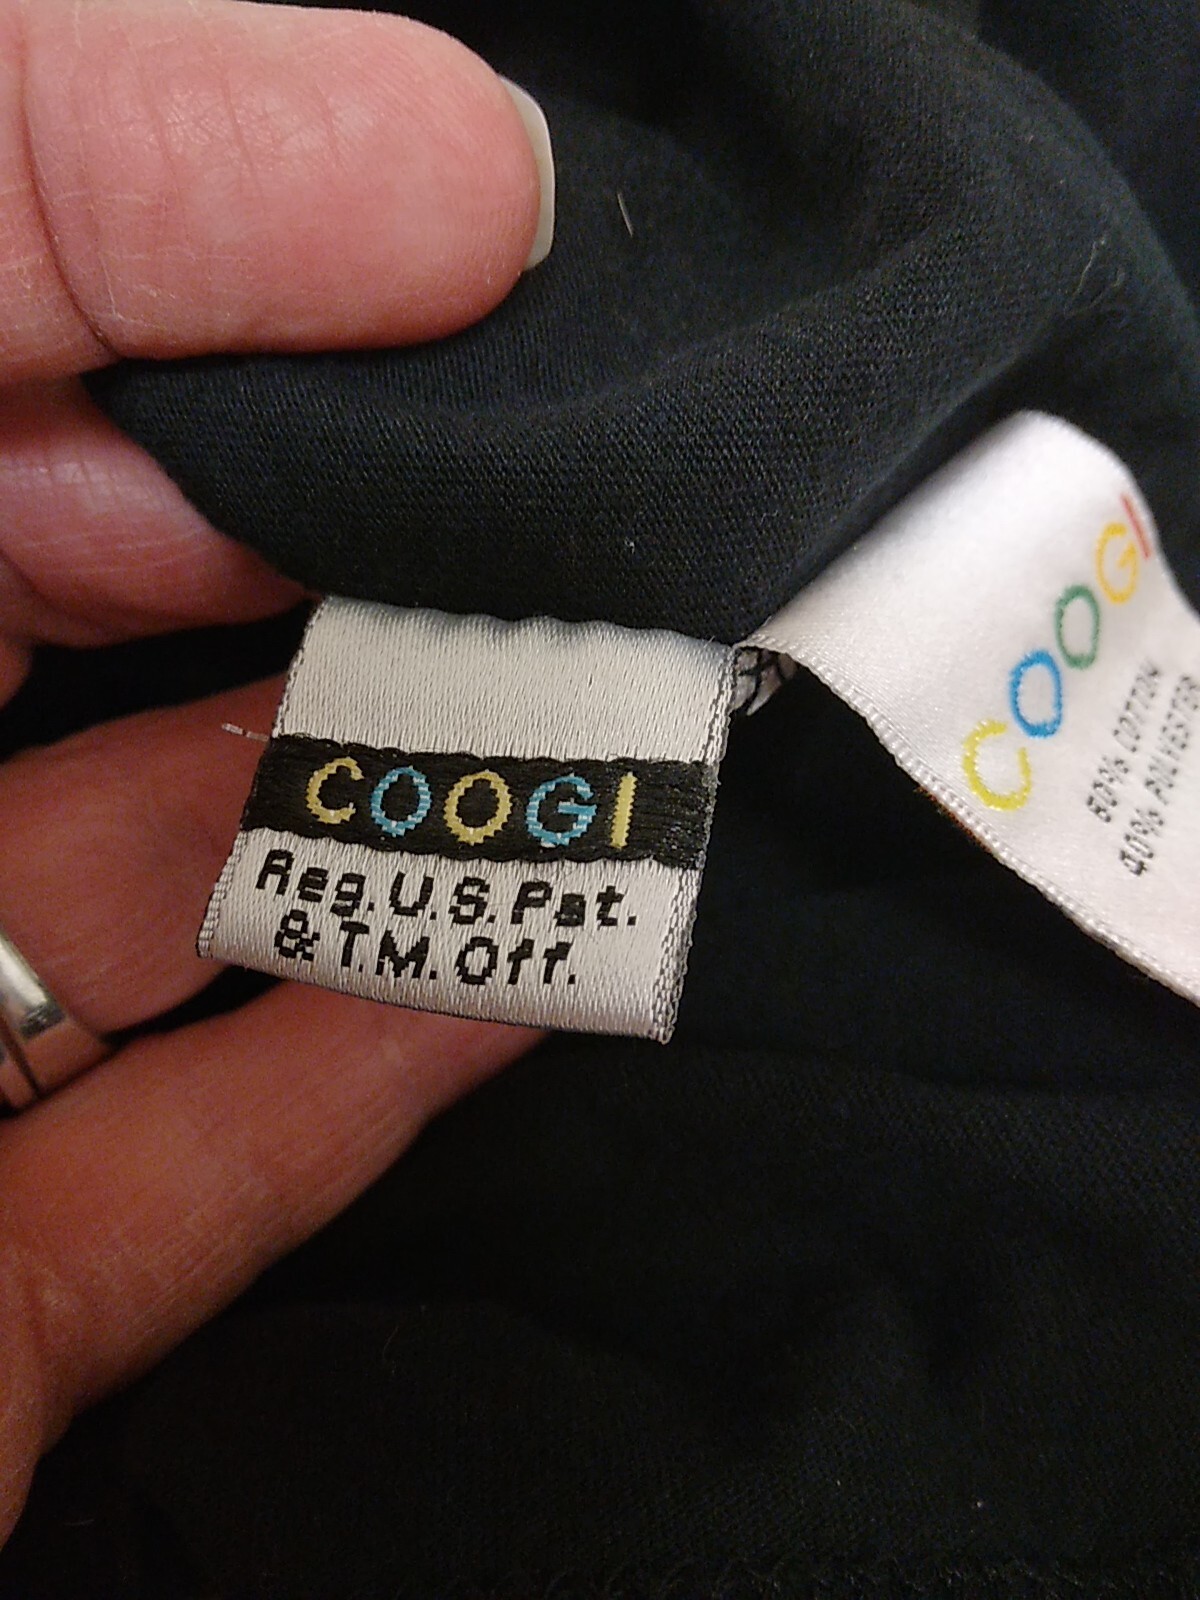 COOGI
Reg. U.S. Pat.
& T.M. Off.
COOGI
60% COTTON
40% POLYESTER